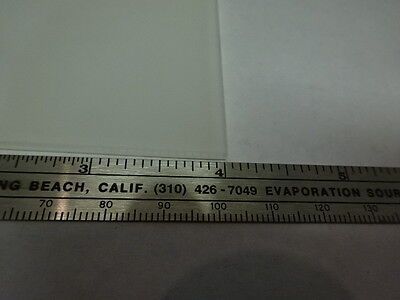 3 4 5
NG BEACH, CALIF. (310) 426-7049 EVAPORATION SOUR
70 80 90 100 110 120 130